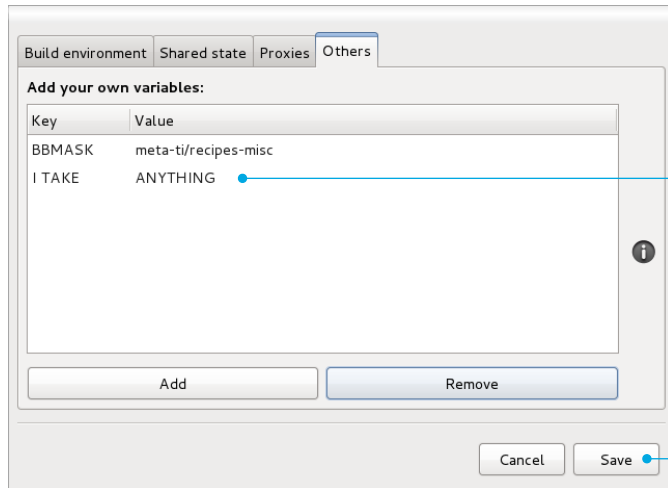 Build environment Shared state Proxies Others
Add your own variables:
Key Value
BBMASK meta-ti/recipes-misc
I TAKE ANYTHING
Add Remove
Cancel Save